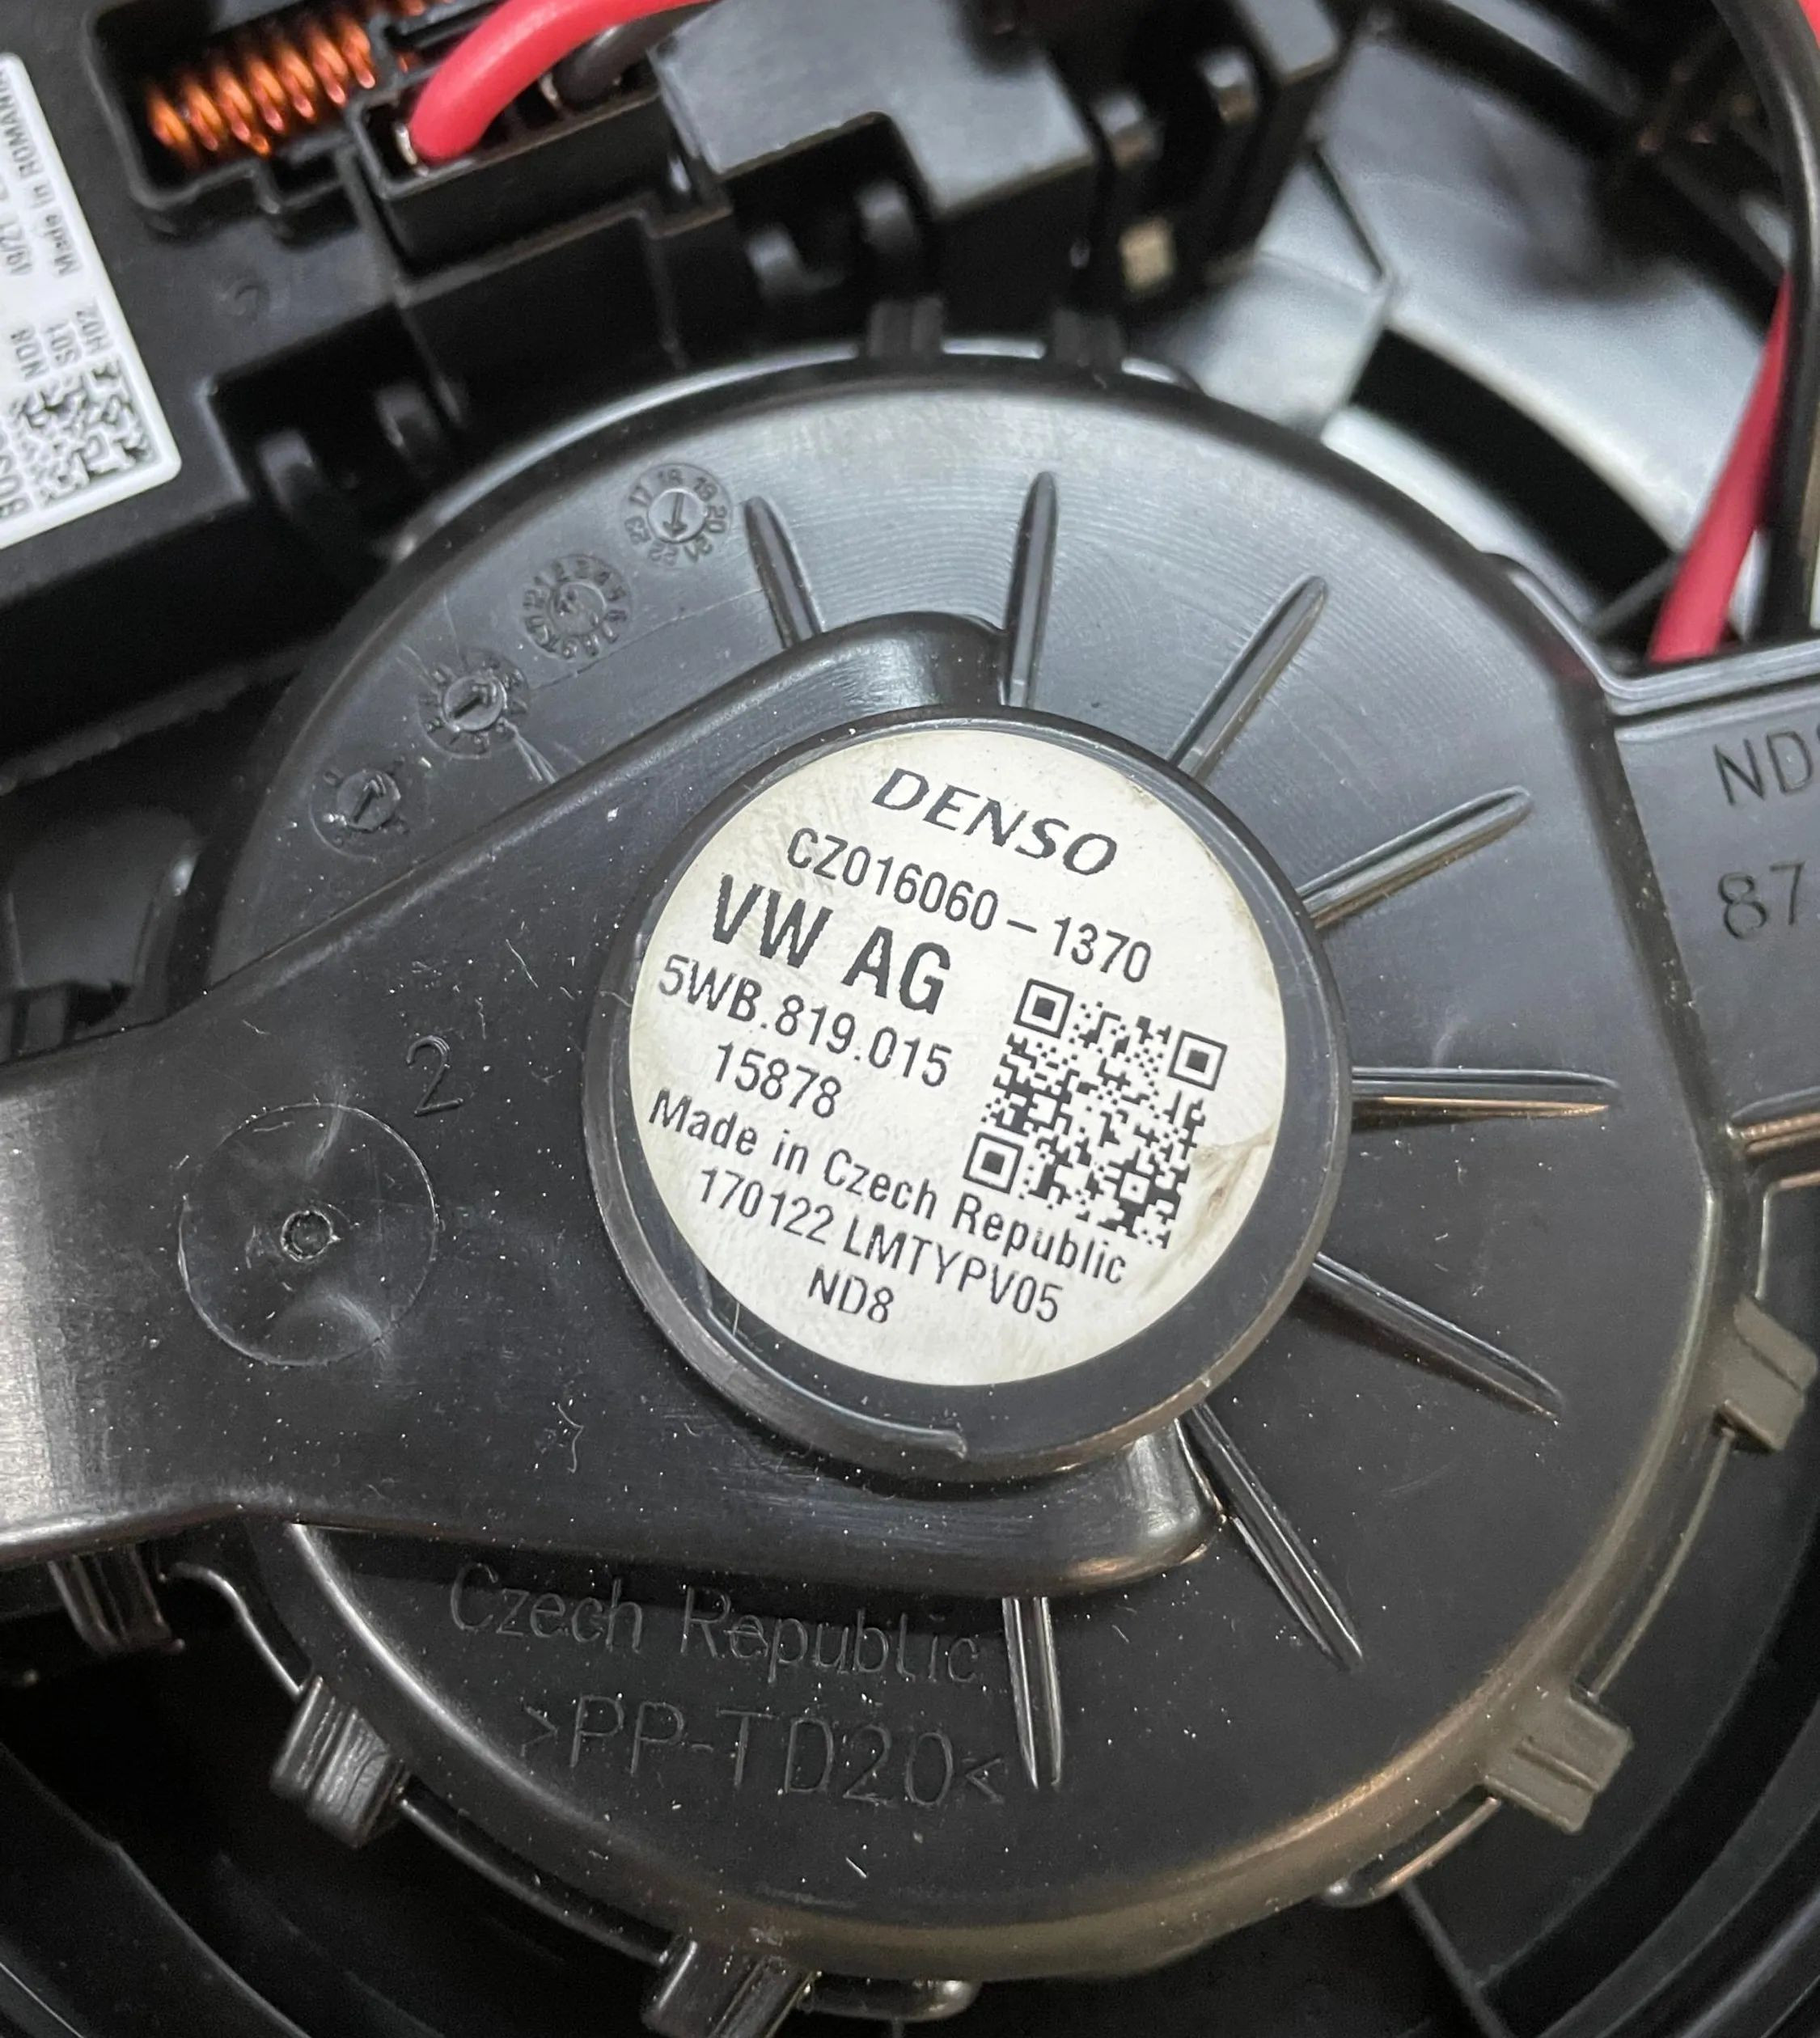 Made in ROMANIA
ND8
S01
H02
DENSO
CZ016060-1370
VW AG
5WB.819.015
15878
Made in Czech Republic
170122 LMTYPV05
ND8
2
87
Czech Republic
>PP-TD20<